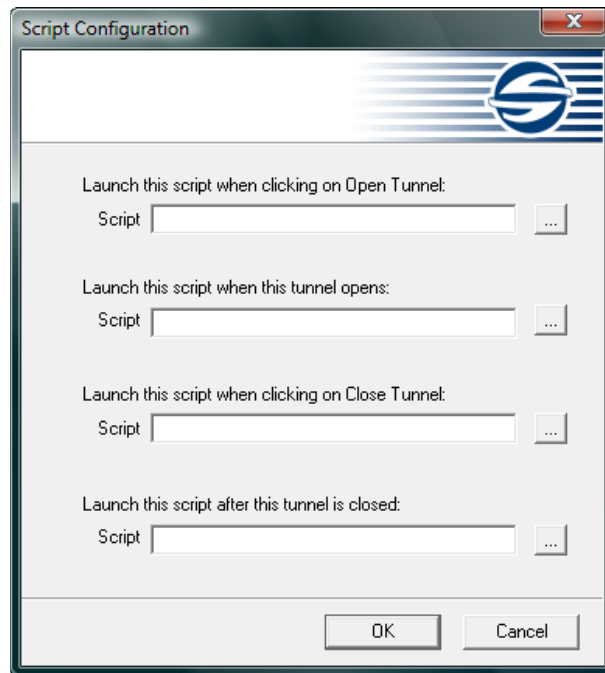 Script Configuration
Launch this script when clicking on Open Tunnel:
Script
...
Launch this script when this tunnel opens:
Script
...
Launch this script when clicking on Close Tunnel:
Script
...
Launch this script after this tunnel is closed:
Script
...
OK Cancel